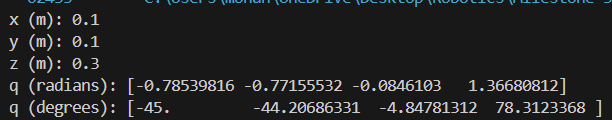 x (m): 0.1
y (m): 0.1
z (m): 0.3
q (radians): [-0.78539816 -0.77155532 -0.0846103   1.36680812]
q (degrees): [-45.         -44.20686331  -4.84781312  78.3123368 ]